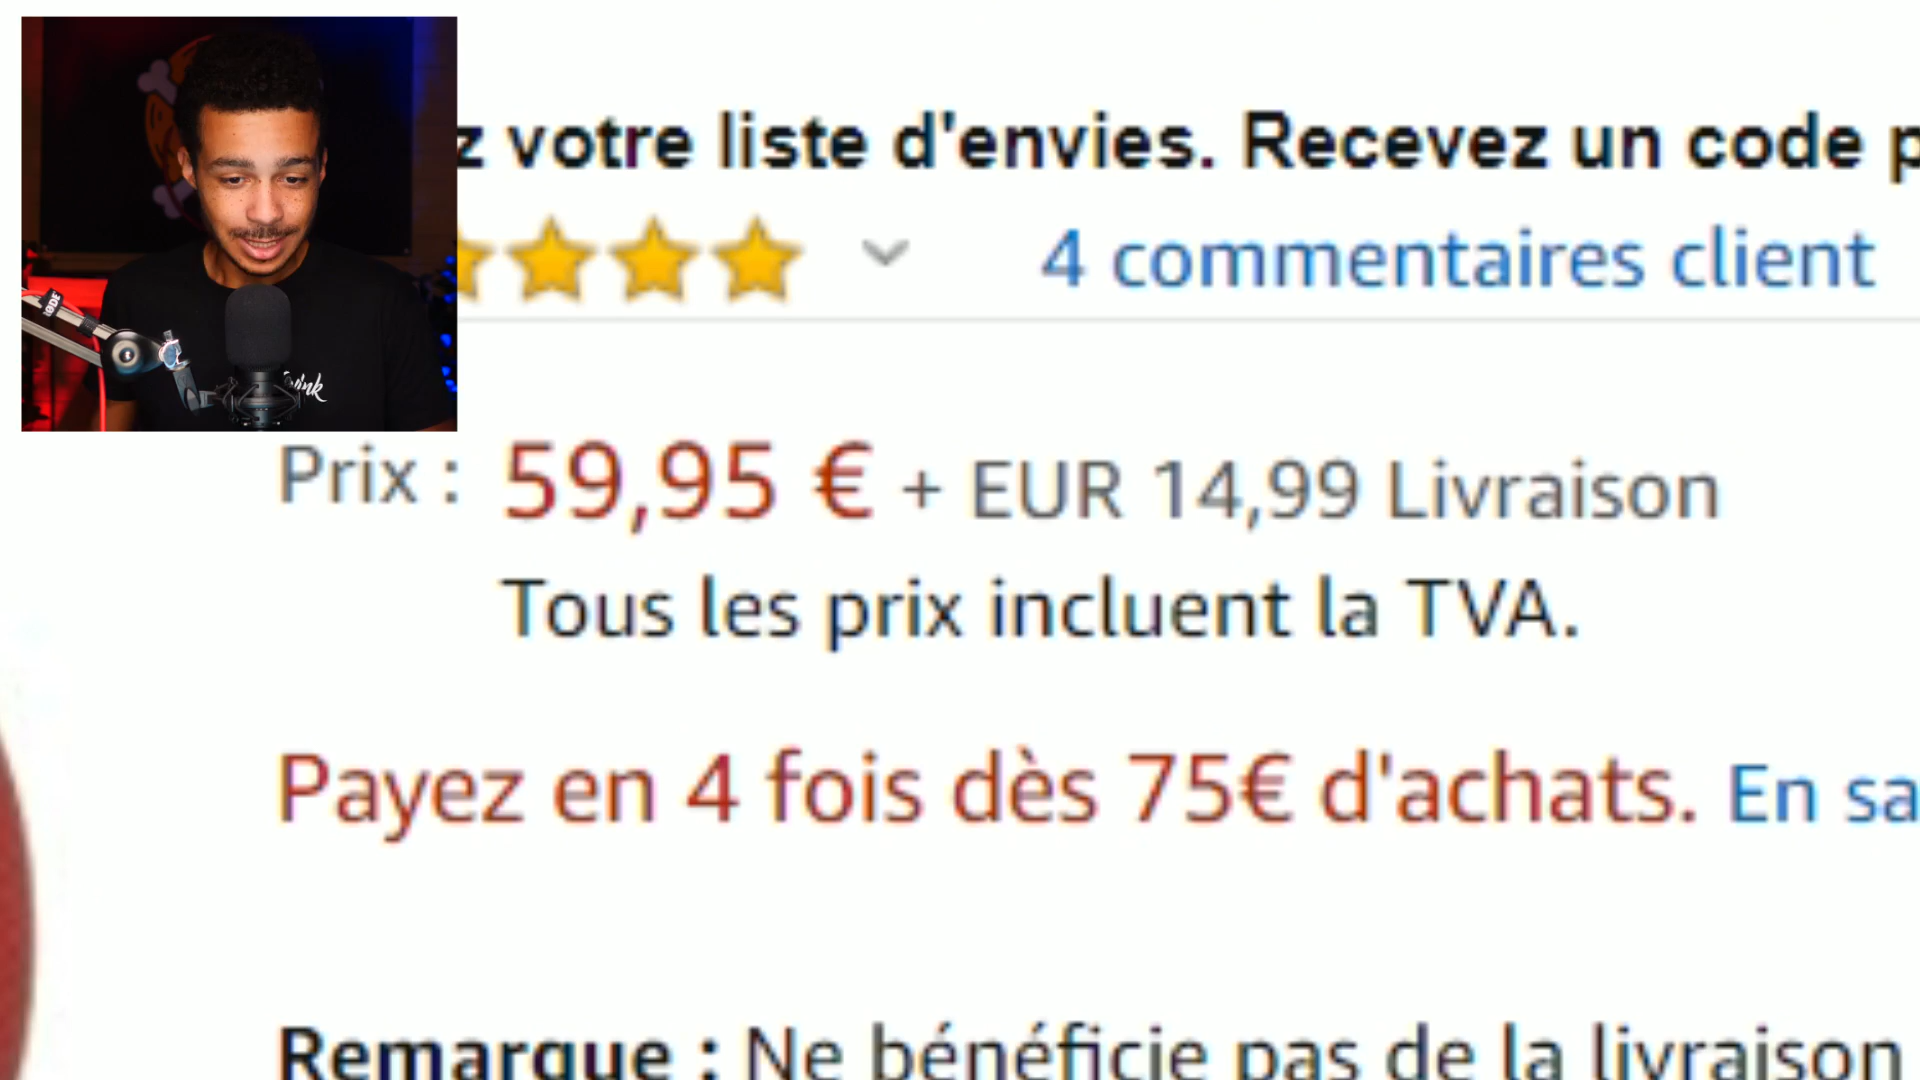 z votre liste d'envies. Recevez un code p
4 commentaires client
Prix : 59,95 € + EUR 14,99 Livraison
Tous les prix incluent la TVA.
Payez en 4 fois dès 75€ d'achats. En sa
Remarque : Ne bénéficie pas de la livraison
RØDE